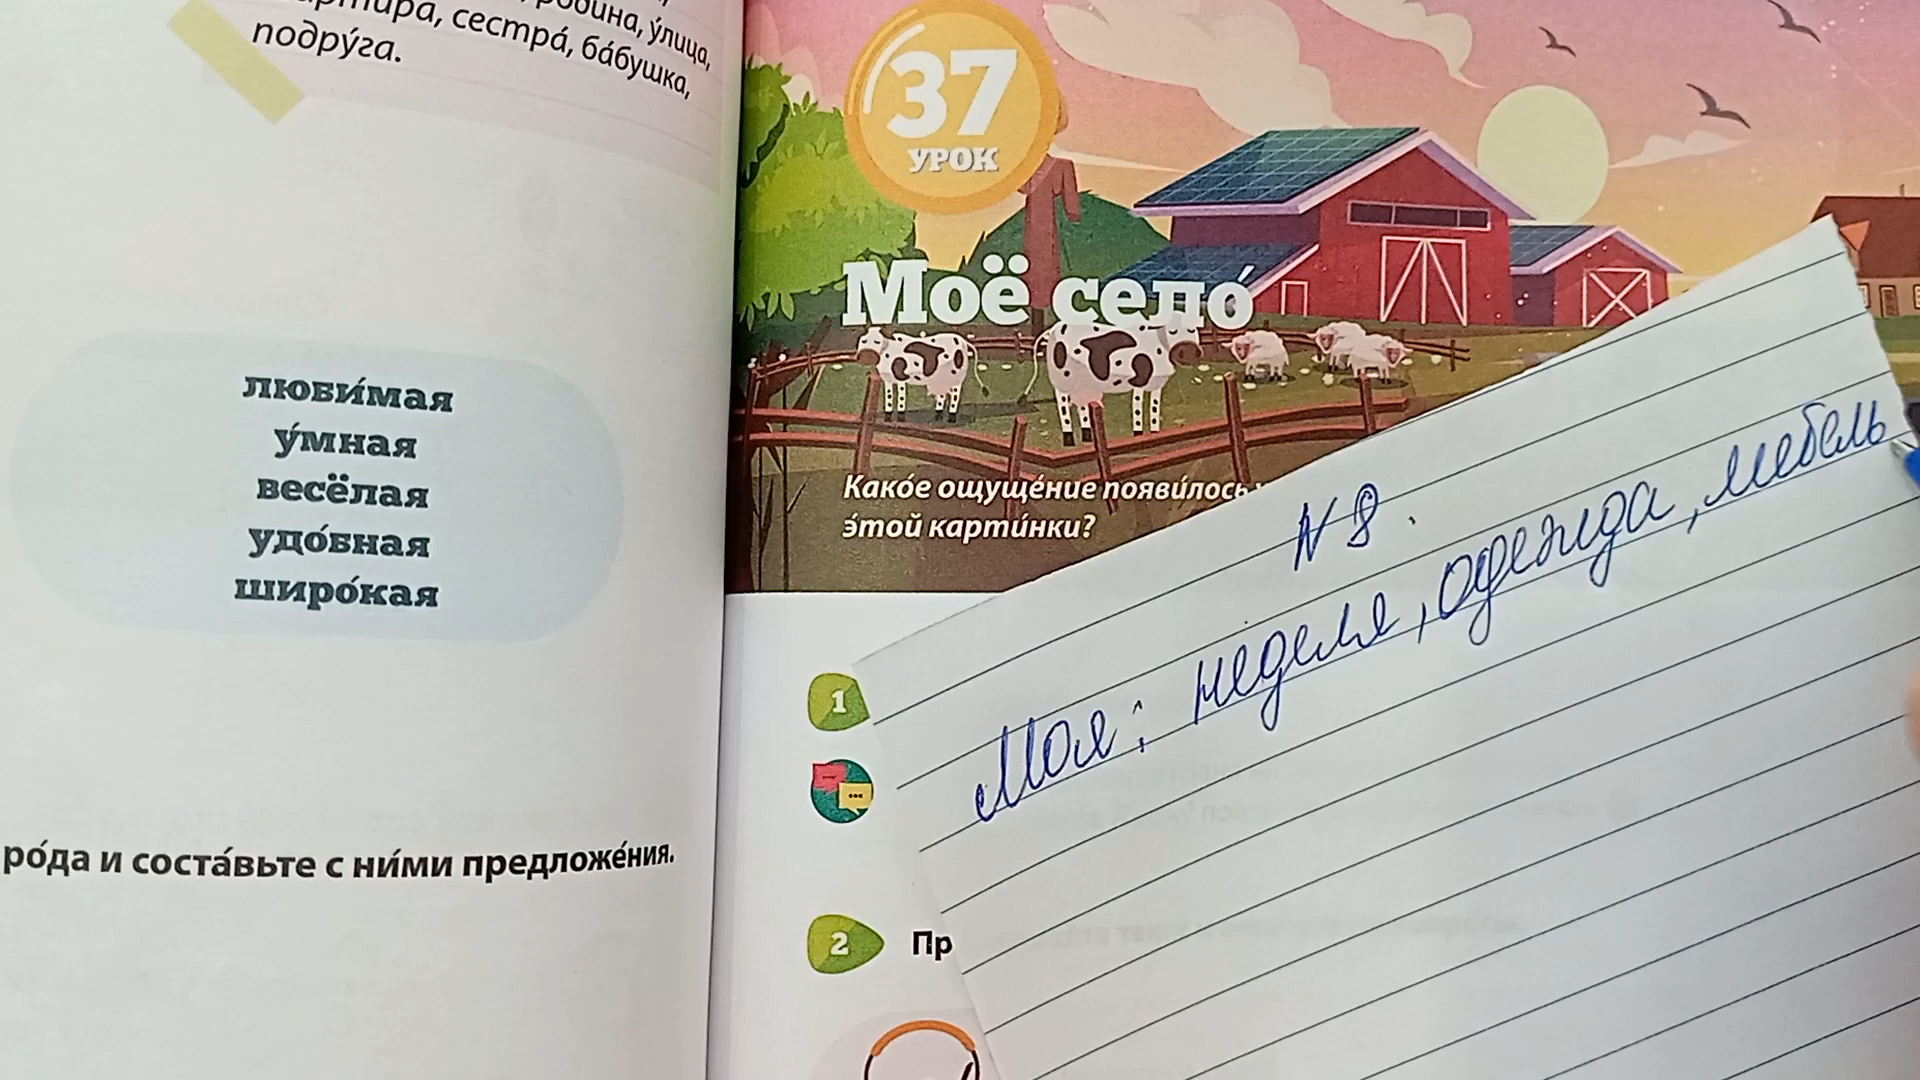 у́лица,
сестра́, ба́бушка,
подру́га.
люби́мая
у́мная
весёлая
удо́бная
широ́кая
ро́да и соста́вьте с ни́ми предложе́ния.
37
УРОК
Моё село́
Како́е ощуще́ние появи́лось
э́той карти́нки?
1
2 Пр
N 8.
Моя: неделя, одежда, мебель